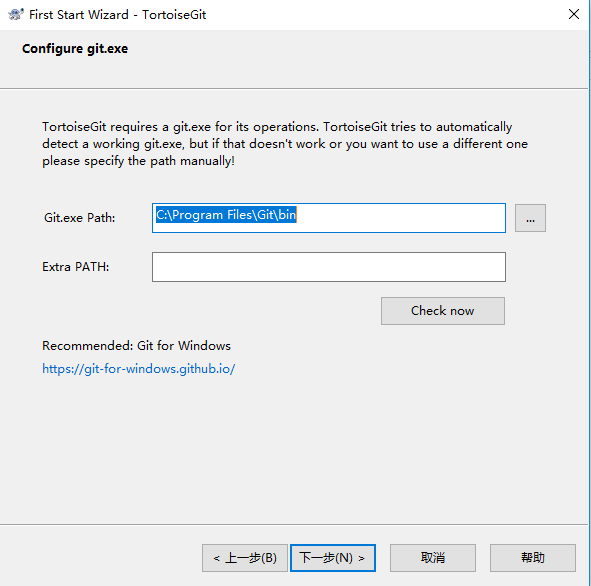 First Start Wizard - TortoiseGit
Configure git.exe
TortoiseGit requires a git.exe for its operations. TortoiseGit tries to automatically
detect a working git.exe, but if that doesn't work or you want to use a different one
please specify the path manually!
Git.exe Path: C:\Program Files\Git\bin ...
Extra PATH:
Check now
Recommended: Git for Windows
https://git-for-windows.github.io/
< 上一步(B) 下一步(N) > 取消 帮助